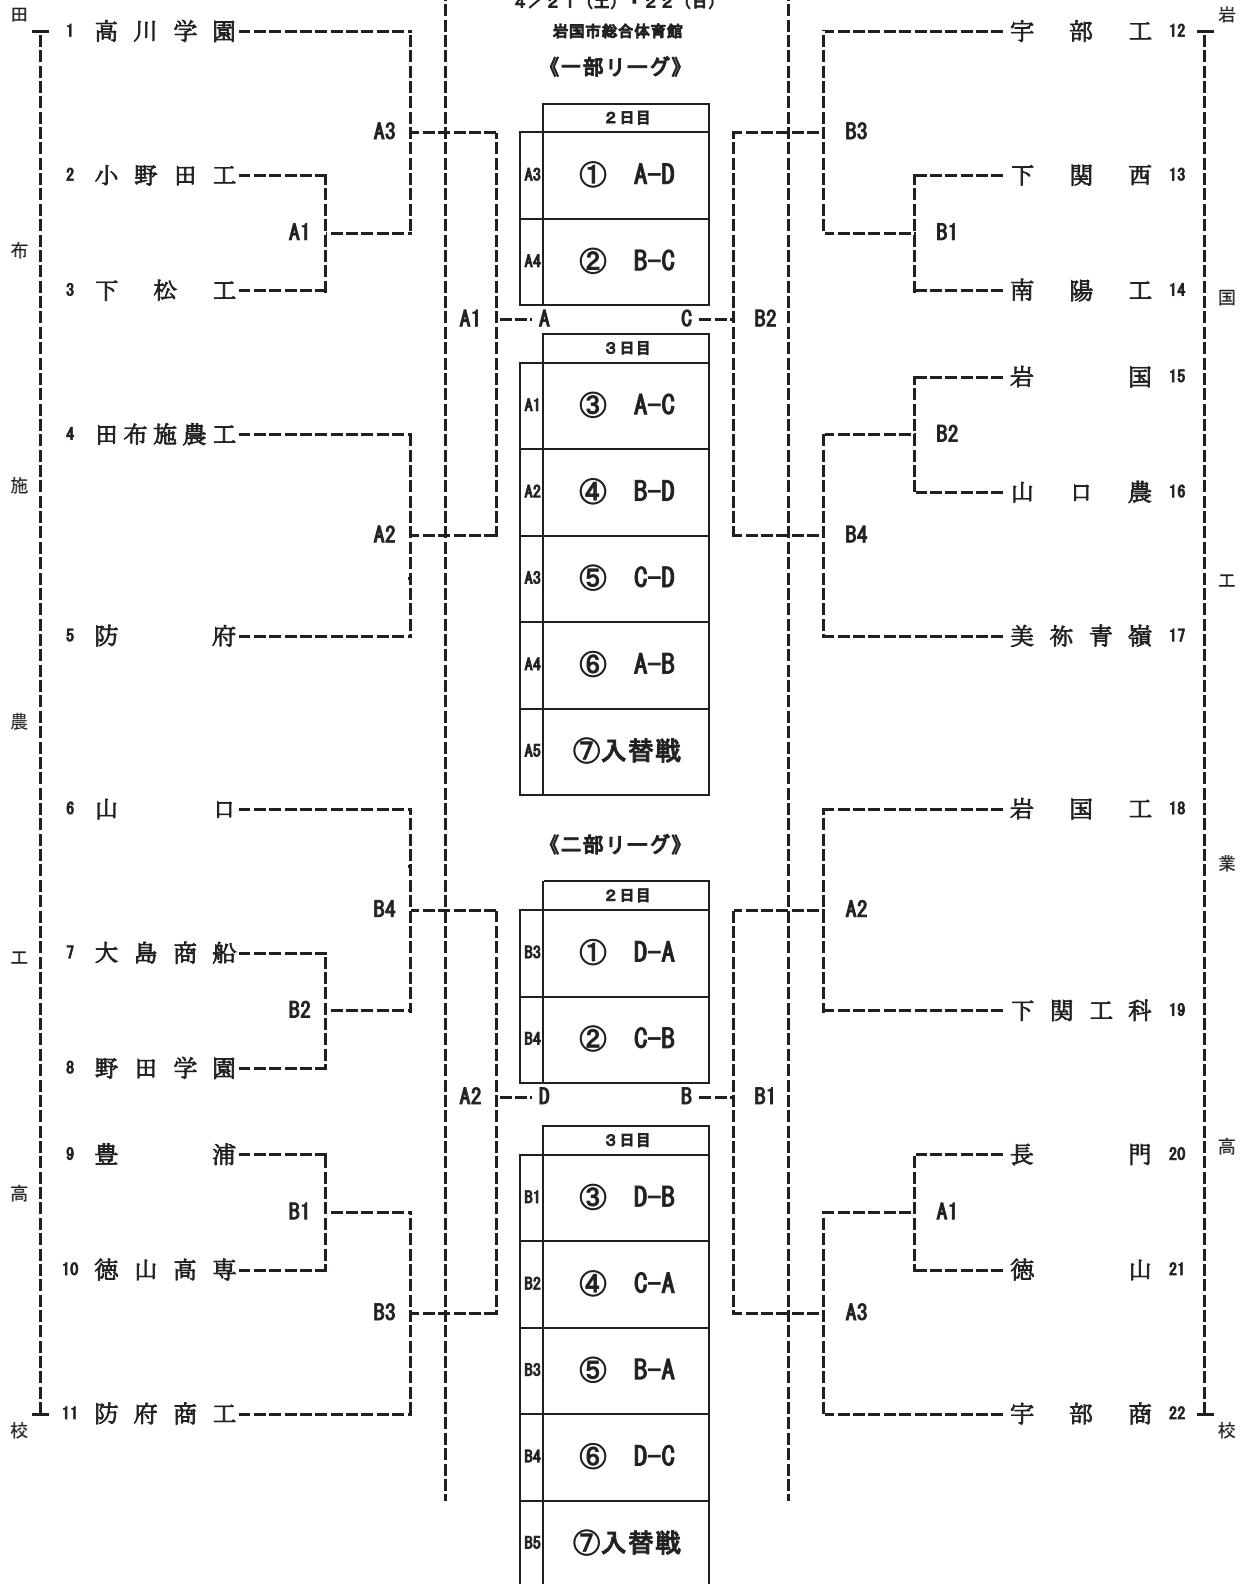 4／21（土）・22（日）
岩国市総合体育館
《一部リーグ》
田布施農工高校
1 高川学園
2 小野田工
3 下松工
4 田布施農工
5 防府
6 山口
7 大島商船
8 野田学園
9 豊浦
10 徳山高専
11 防府商工
A3
A1
A2
B4
B2
B1
B3
A1
A
A2
D
2日目
A3 ① A-D
A4 ② B-C
3日目
A1 ③ A-C
A2 ④ B-D
A3 ⑤ C-D
A4 ⑥ A-B
A5 ⑦入替戦
《二部リーグ》
2日目
B3 ① D-A
B4 ② C-B
3日目
B1 ③ D-B
B2 ④ C-A
B3 ⑤ B-A
B4 ⑥ D-C
B5 ⑦入替戦
C
B2
B
B1
B3
B1
B2
B4
A2
A1
A3
宇部工 12
下関西 13
南陽工 14
岩国 15
山口農 16
美祢青嶺 17
岩国工 18
下関工科 19
長門 20
徳山 21
宇部商 22
岩国工業高校